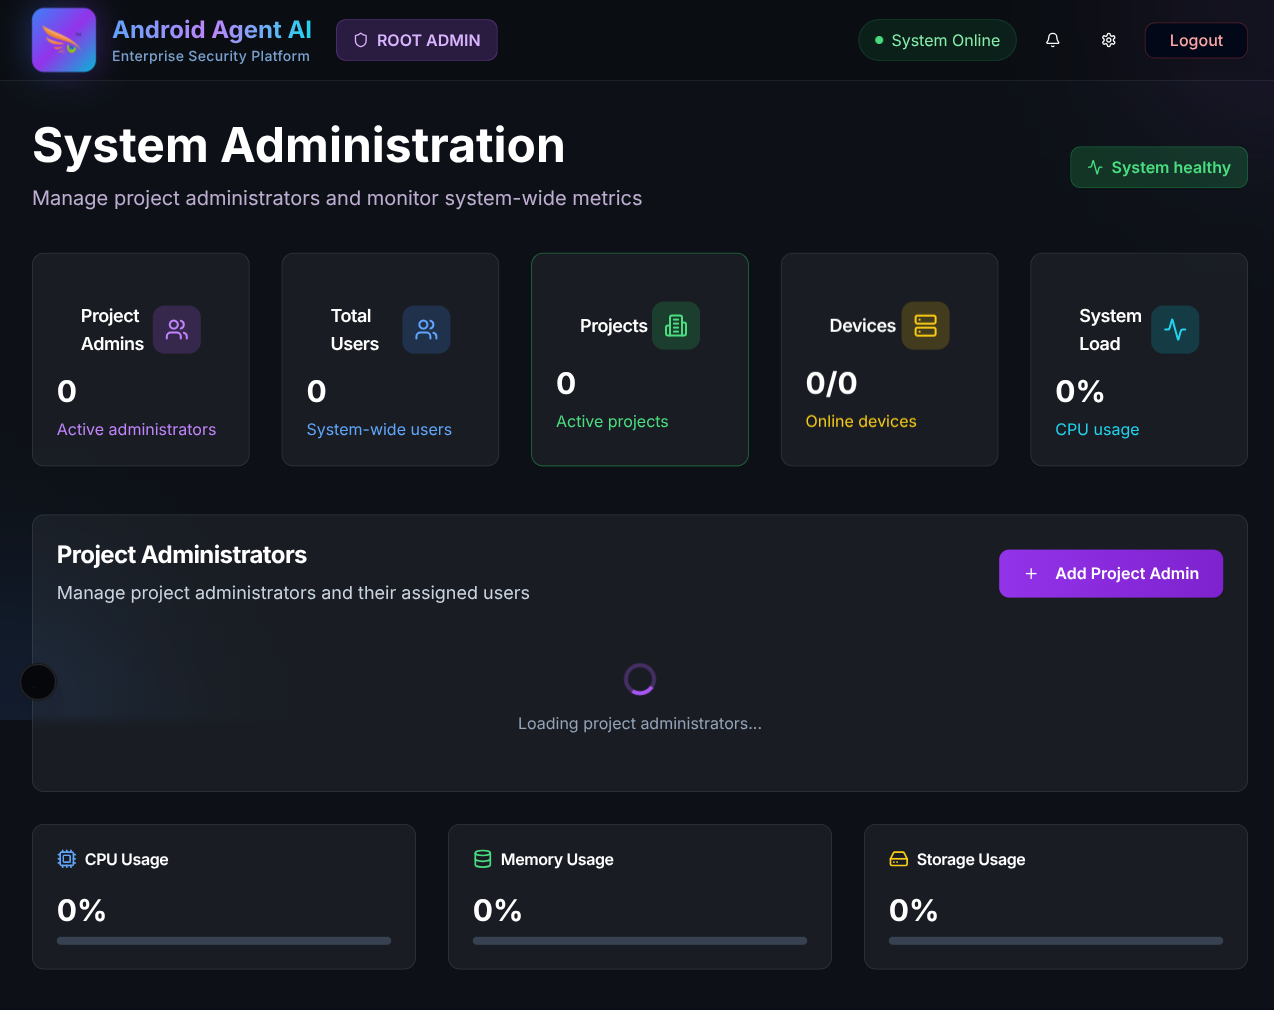 Android Agent AI
Enterprise Security Platform
ROOT ADMIN
System Online
Logout
System Administration
Manage project administrators and monitor system-wide metrics
System healthy
Project
Admins
0
Active administrators
Total
Users
0
System-wide users
Projects
0
Active projects
Devices
0/0
Online devices
System
Load
0%
CPU usage
Project Administrators
Manage project administrators and their assigned users
Add Project Admin
Loading project administrators...
CPU Usage
0%
Memory Usage
0%
Storage Usage
0%